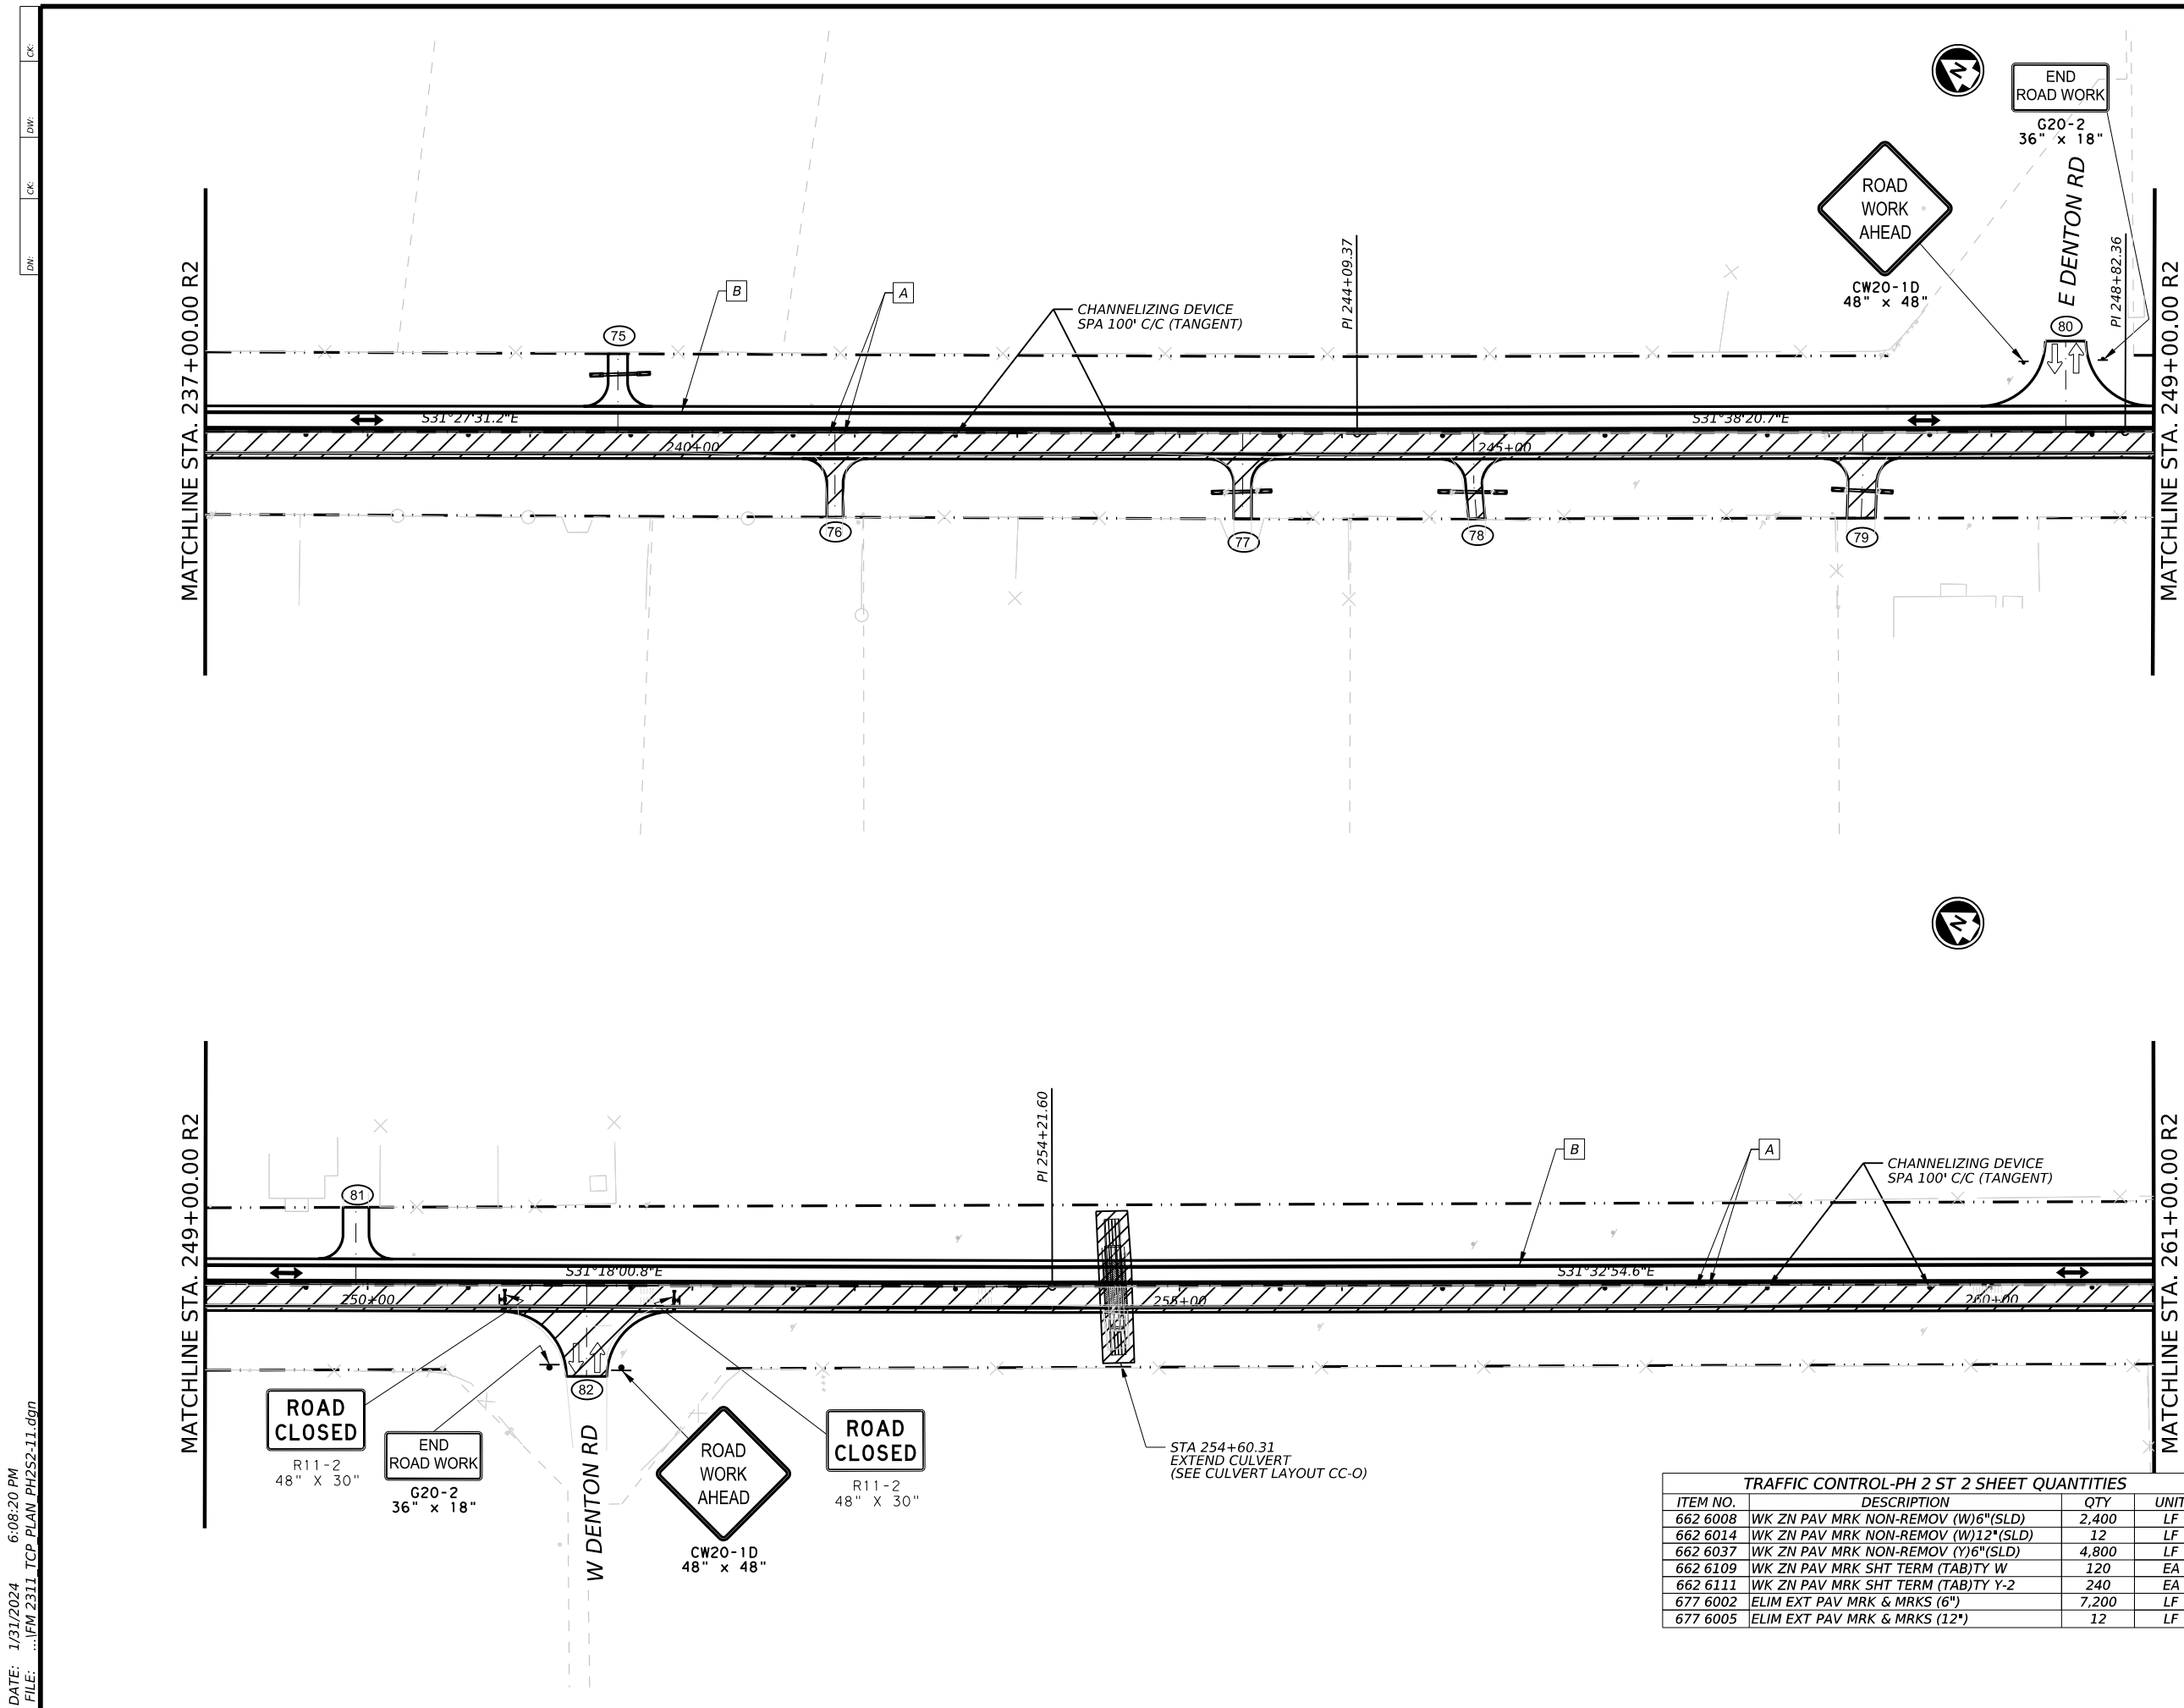 CK:
DW:
CK:
DN:
N
END
ROAD WORK
G20-2
36" x 18"
ROAD
WORK
AHEAD
CW20-1D
48" x 48"
E DENTON RD
PI 248+82.36
PI 244+09.37
MATCHLINE STA. 237+00.00 R2
MATCHLINE STA. 249+00.00 R2
B
A
CHANNELIZING DEVICE
SPA 100' C/C (TANGENT)
75
80
S31°27'31.2"E
S31°38'20.7"E
240+00
245+00
76
77
78
79
N
MATCHLINE STA. 249+00.00 R2
MATCHLINE STA. 261+00.00 R2
PI 254+21.60
B
A
CHANNELIZING DEVICE
SPA 100' C/C (TANGENT)
81
S31°18'00.8"E
S31°32'54.6"E
250+00
255+00
260+00
82
ROAD
CLOSED
R11-2
48" X 30"
END
ROAD WORK
G20-2
36" x 18"
W DENTON RD
ROAD
WORK
AHEAD
CW20-1D
48" x 48"
ROAD
CLOSED
R11-2
48" X 30"
STA 254+60.31
EXTEND CULVERT
(SEE CULVERT LAYOUT CC-O)
TRAFFIC CONTROL-PH 2 ST 2 SHEET QUANTITIES
ITEM NO. DESCRIPTION QTY UNIT
662 6008 WK ZN PAV MRK NON-REMOV (W)6"(SLD) 2,400 LF
662 6014 WK ZN PAV MRK NON-REMOV (W)12"(SLD) 12 LF
662 6037 WK ZN PAV MRK NON-REMOV (Y)6"(SLD) 4,800 LF
662 6109 WK ZN PAV MRK SHT TERM (TAB)TY W 120 EA
662 6111 WK ZN PAV MRK SHT TERM (TAB)TY Y-2 240 EA
677 6002 ELIM EXT PAV MRK & MRKS (6") 7,200 LF
677 6005 ELIM EXT PAV MRK & MRKS (12") 12 LF
DATE: 1/31/2024 6:08:20 PM
FILE: ...\FM 2311_TCP_PLAN_PH2S2-11.dgn